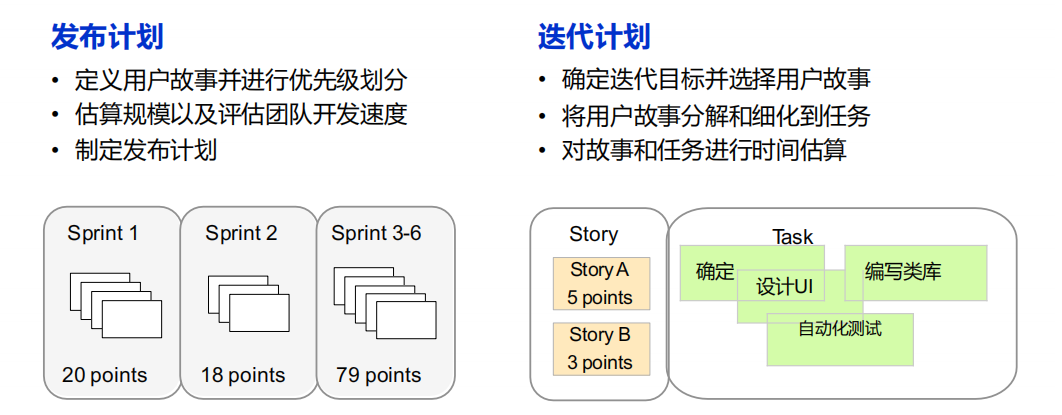 发布计划
• 定义用户故事并进行优先级划分
• 估算规模以及评估团队开发速度
• 制定发布计划
Sprint 1
Sprint 2
Sprint 3-6
20 points
18 points
79 points
迭代计划
• 确定迭代目标并选择用户故事
• 将用户故事分解和细化到任务
• 对故事和任务进行时间估算
Story
Story A
5 points
Story B
3 points
Task
确定
设计UI
编写类库
自动化测试